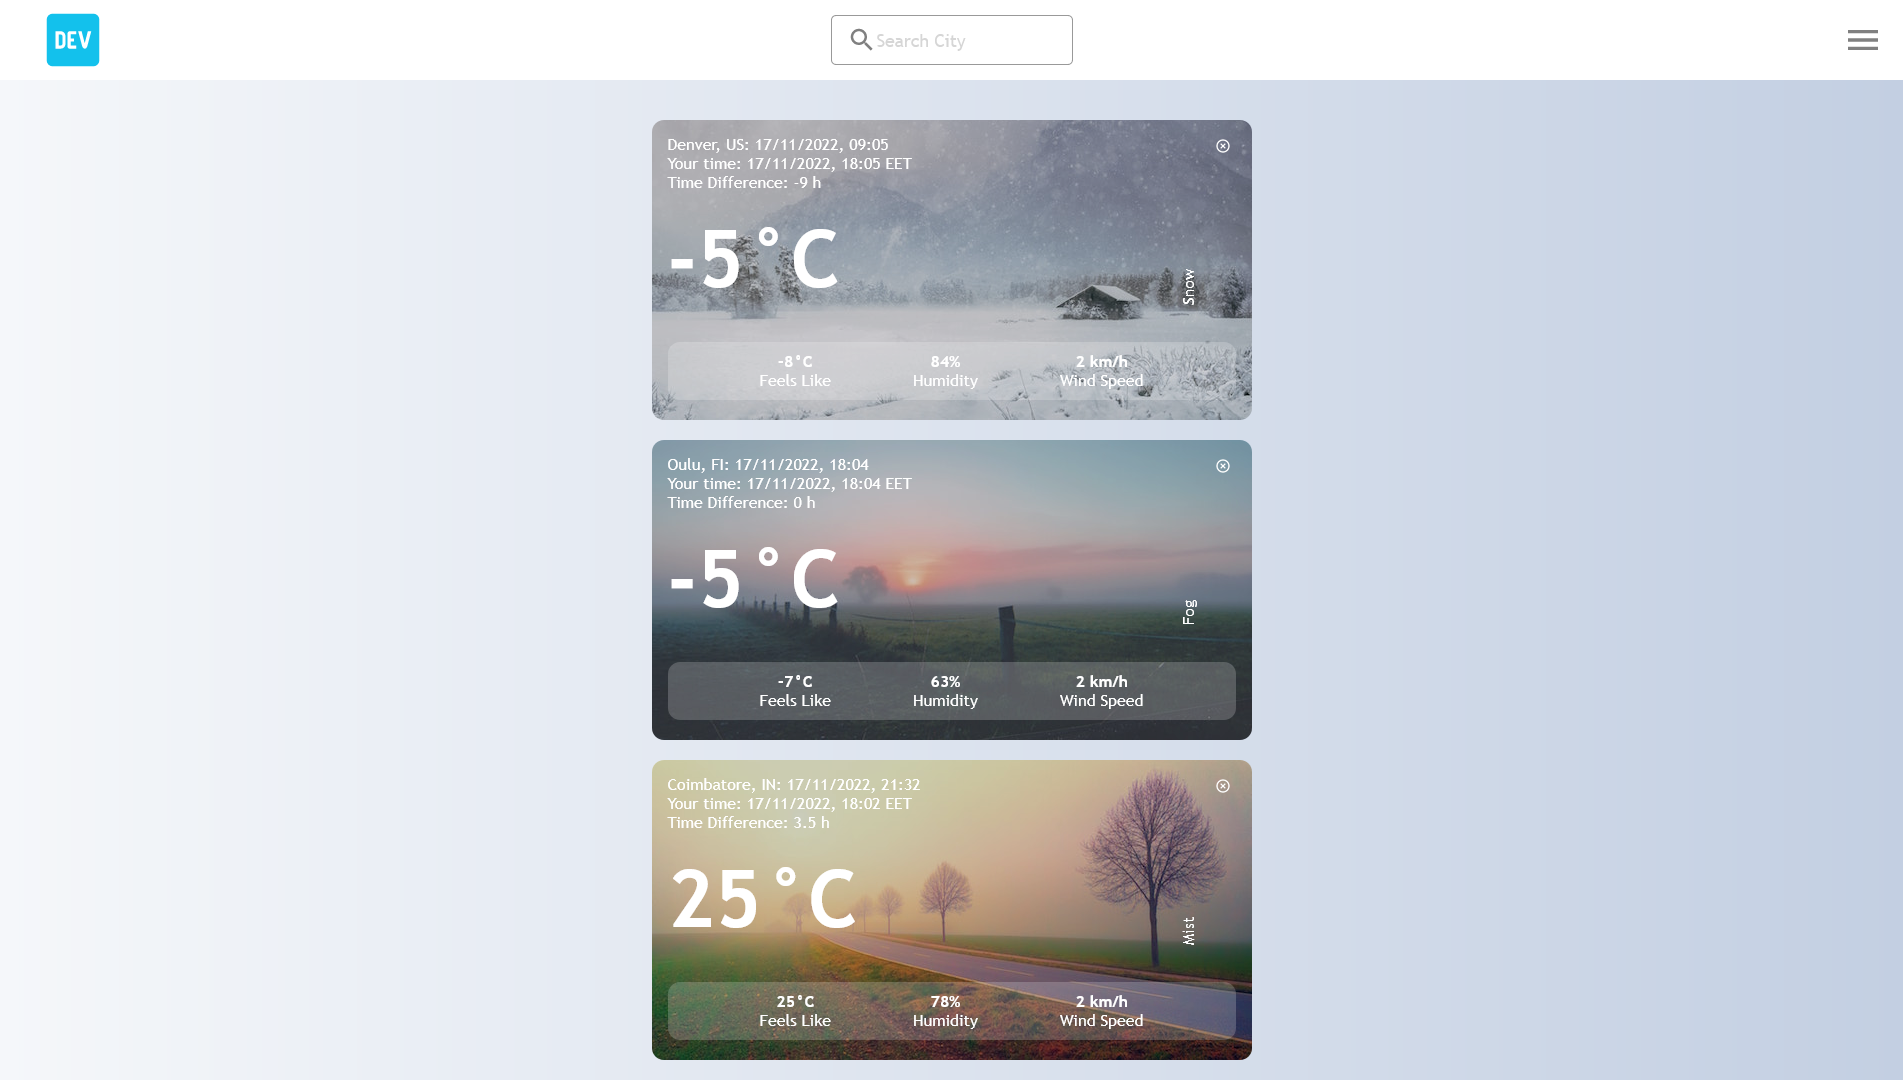 DEV
Search City
Denver, US: 17/11/2022, 09:05
Your time: 17/11/2022, 18:05 EET
Time Difference: -9 h
-5°C
Snow
-8°C
Feels Like
84%
Humidity
2 km/h
Wind Speed
Oulu, FI: 17/11/2022, 18:04
Your time: 17/11/2022, 18:04 EET
Time Difference: 0 h
-5°C
Fog
-7°C
Feels Like
63%
Humidity
2 km/h
Wind Speed
Coimbatore, IN: 17/11/2022, 21:32
Your time: 17/11/2022, 18:02 EET
Time Difference: 3.5 h
25°C
Mist
25°C
Feels Like
78%
Humidity
2 km/h
Wind Speed